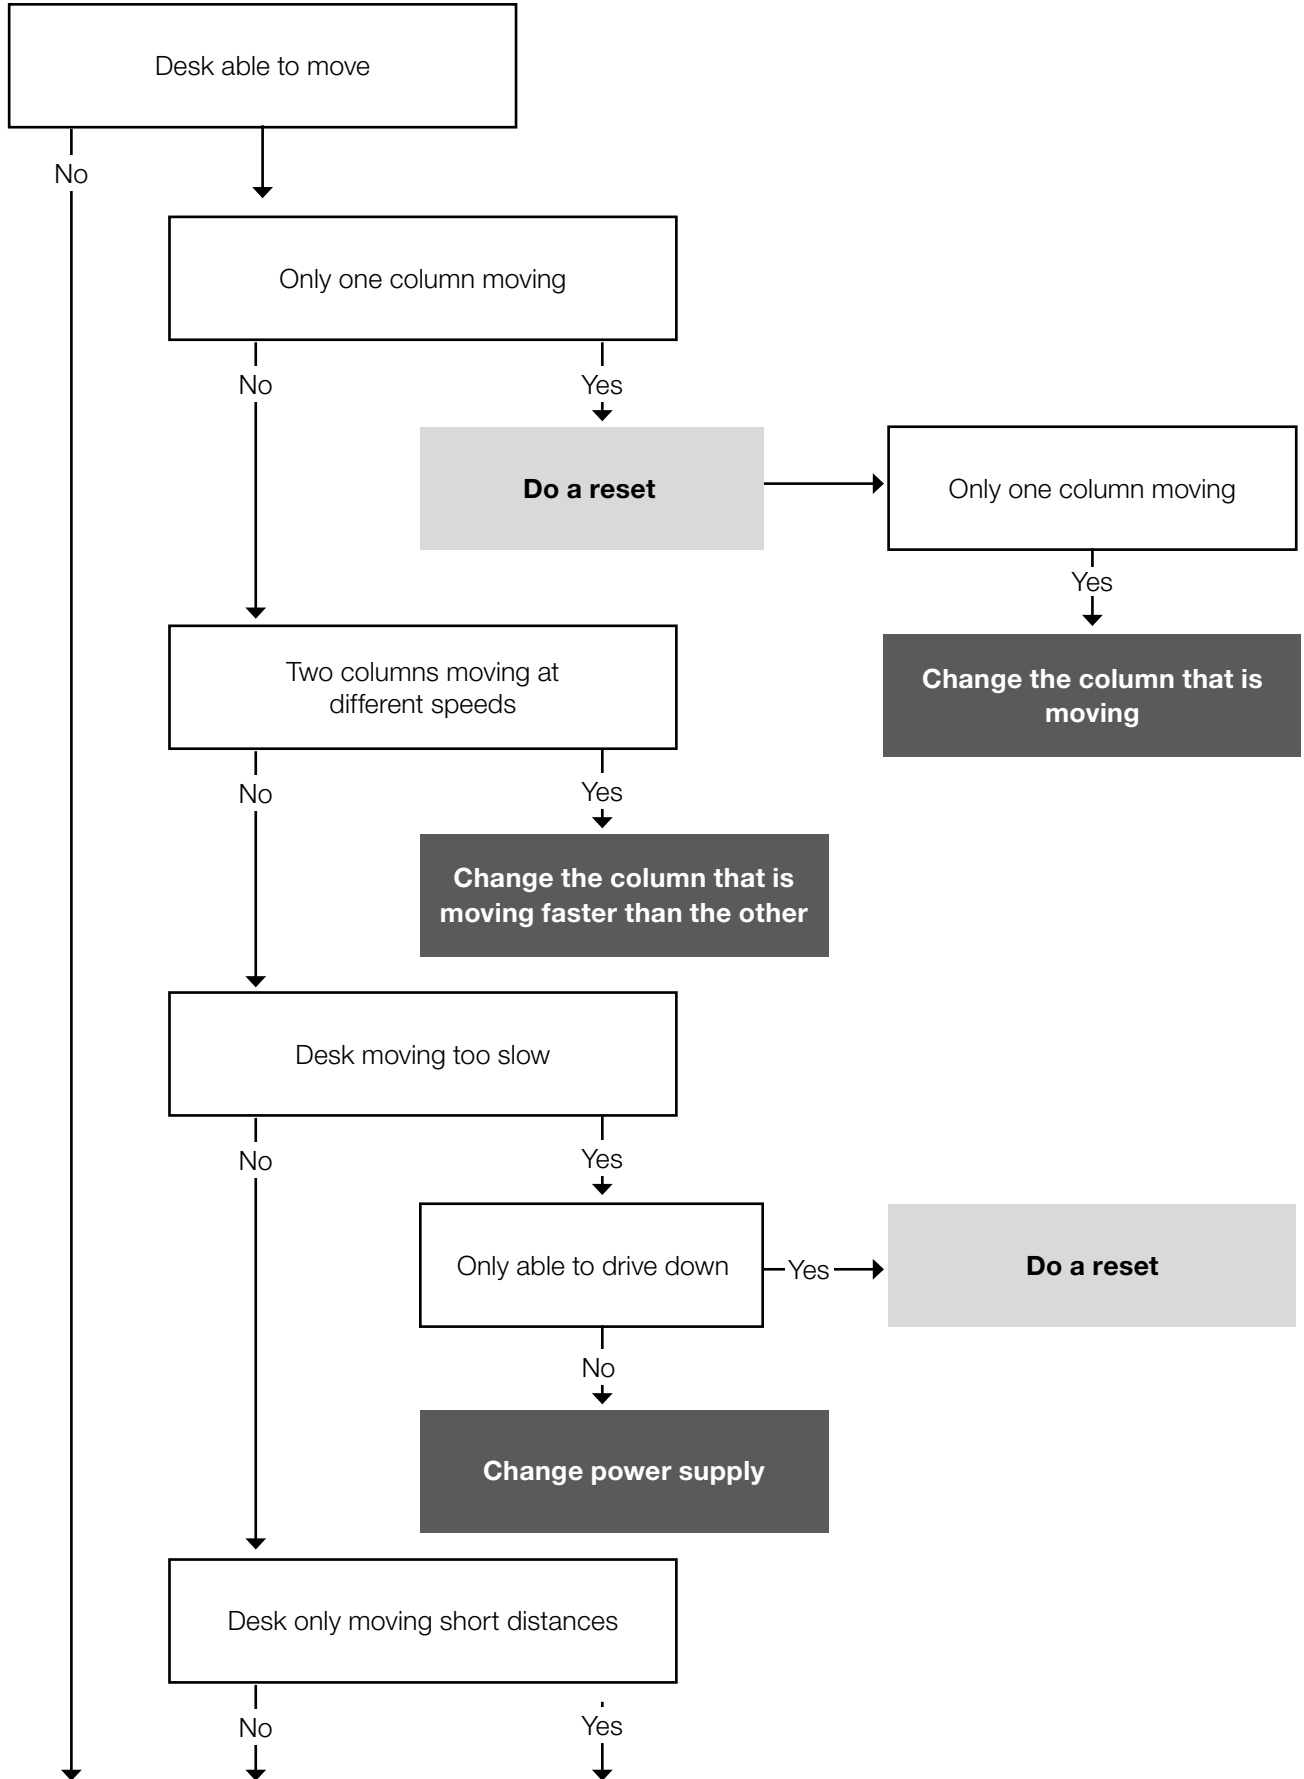 Desk able to move
No
Only one column moving
No
Yes
Do a reset
Only one column moving
Yes
Change the column that is
moving
Two columns moving at
different speeds
No
Yes
Change the column that is
moving faster than the other
Desk moving too slow
No
Yes
Only able to drive down
Yes
Do a reset
No
Change power supply
Desk only moving short distances
No
Yes